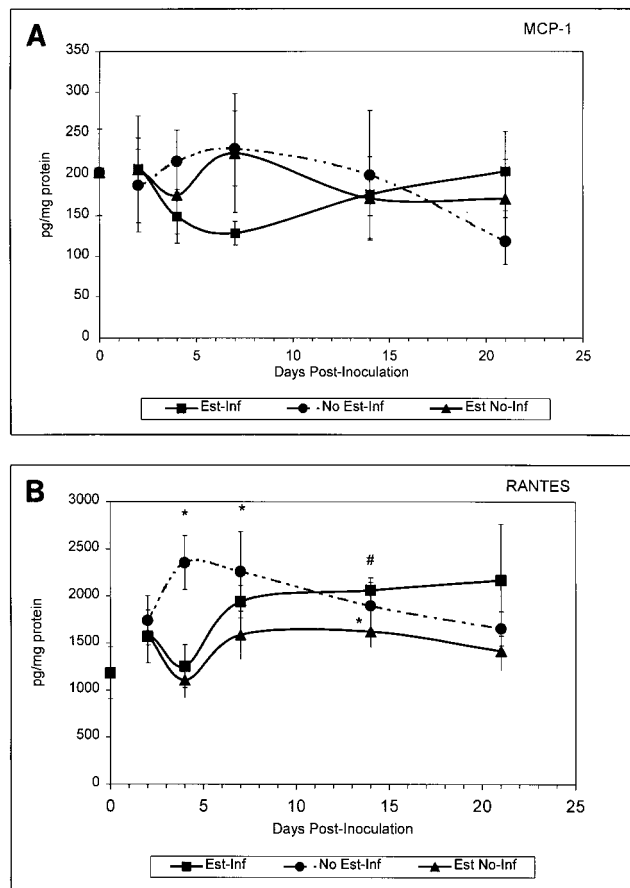 A
MCP-1
350
300
250
200
150
100
50
0
pg/mg protein
0 5 10 15 20 25
Days Post-Inoculation
Est-Inf No Est-Inf Est No-Inf
B
RANTES
3000
2500
2000
1500
1000
500
0
pg/mg protein
* * # *
0 5 10 15 20 25
Days Post-Inoculation
Est-Inf No Est-Inf Est No-Inf